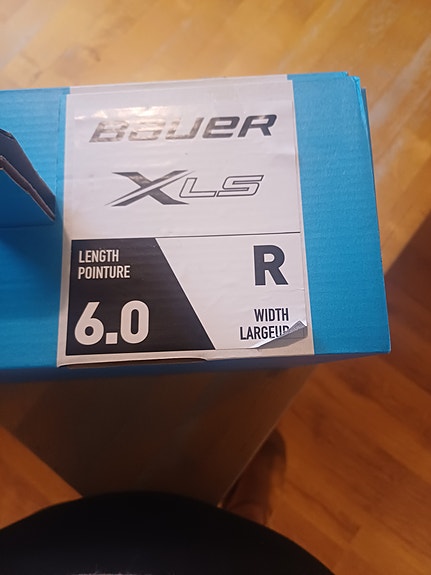 BAUER
XLS
LENGTH
POINTURE
6.0
R
WIDTH
LARGEUR